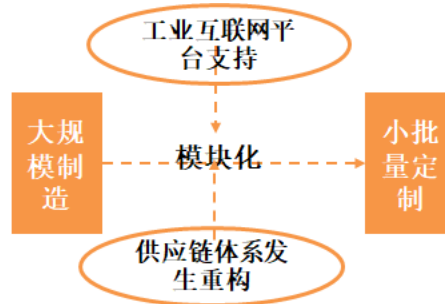 工业互联网平
台支持
大规
模制
造
模块化
小批
量定
制
供应链体系发
生重构